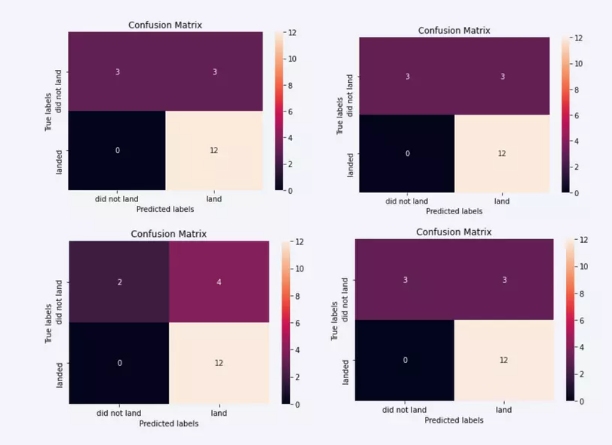 Confusion Matrix
3 3
0 12
True labels
did not land
landed
did not land land
Predicted labels
12
10
8
6
4
2
0
Confusion Matrix
3 3
0 12
True labels
did not land
landed
did not land land
Predicted labels
12
10
8
6
4
2
0
Confusion Matrix
2 4
0 12
True labels
did not land
landed
did not land land
Predicted labels
12
10
8
6
4
2
0
Confusion Matrix
3 3
0 12
True labels
did not land
landed
did not land land
Predicted labels
12
10
8
6
4
2
0